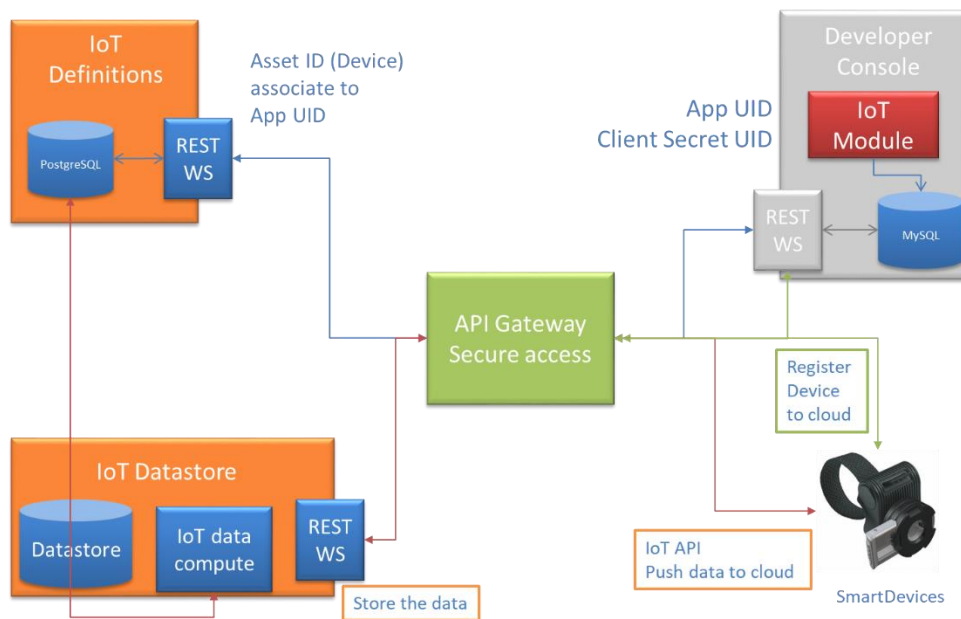 IoT
Definitions
PostgreSQL
REST
WS
Asset ID (Device)
associate to
App UID
App UID
Client Secret UID
Developer
Console
IoT
Module
REST
WS
MySQL
API Gateway
Secure access
Register
Device
to cloud
IoT Datastore
Datastore
IoT data
compute
REST
WS
Store the data
IoT API
Push data to cloud
SmartDevices